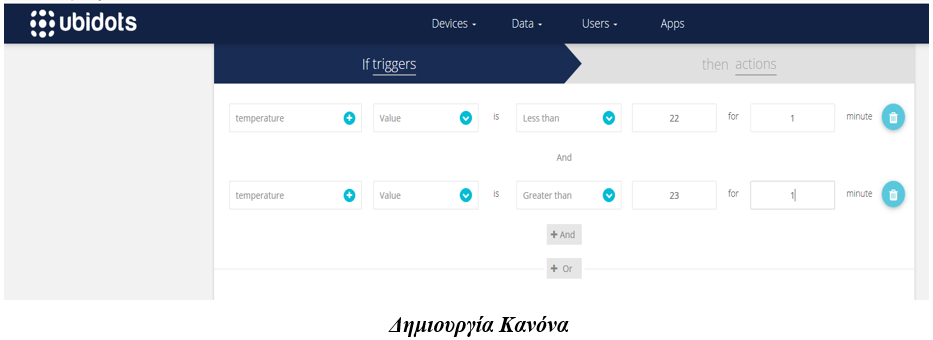 ubidots Devices Data Users Apps
If triggers then actions
temperature Value is Less than 22 for 1 minute
And
temperature Value is Greater than 23 for 1 minute
+ And
+ Or
Δημιουργία Κανόνα